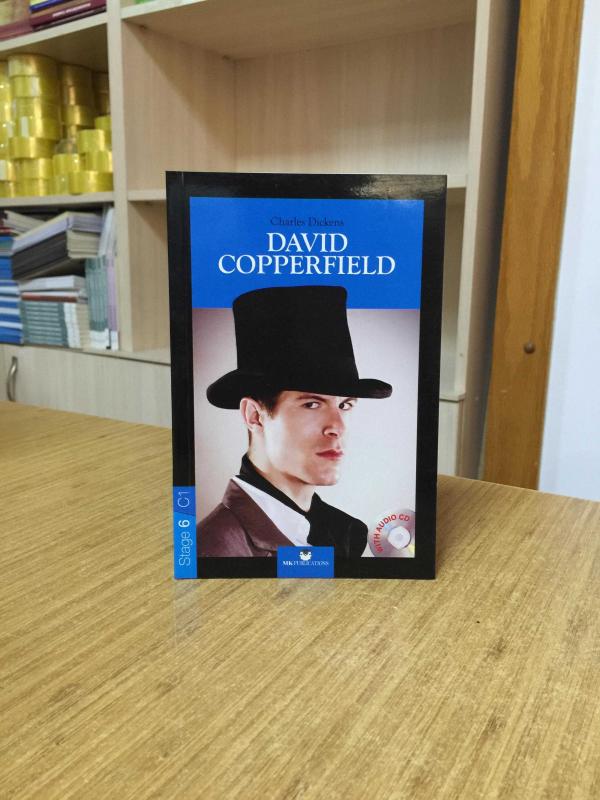 Charles Dickens
DAVID
COPPERFIELD
WITH AUDIO CD
Stage 6 C1
MK PUBLICATIONS